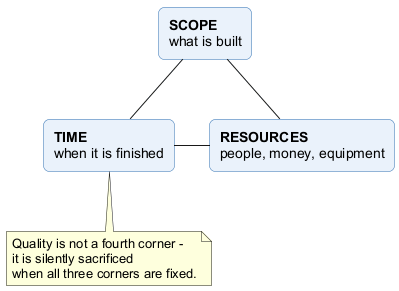 SCOPE
what is built
TIME
when it is finished
RESOURCES
people, money, equipment
Quality is not a fourth corner -
it is silently sacrificed
when all three corners are fixed.